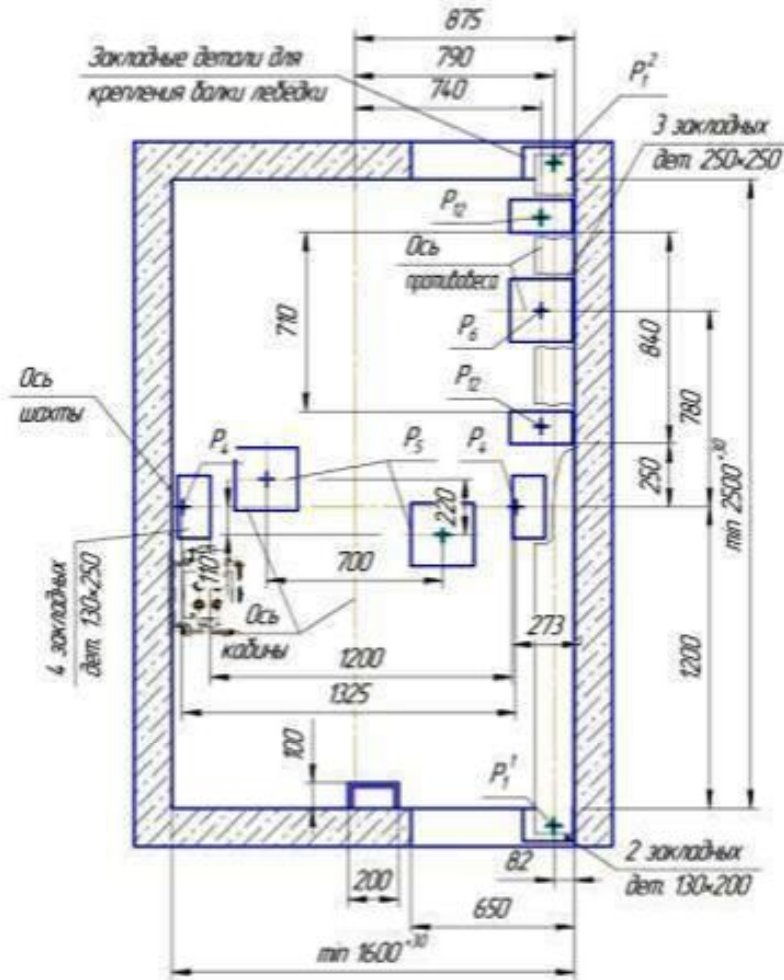 875
790
740
Закладные детали для
крепления балки лебедки
P₁²
3 закладных
дет. 250×250
P₁₂
Ось
противовеса
710
P₆
840
780
P₁₂
Ось
шахты
P₄
P₅
P₄
250
min 2500⁺³⁰
220
110
700
Ось
кабины
273
4 закладных
дет. 130×250
1200
1325
1200
100
P₁¹
82
2 закладных
дет. 130×200
200
650
min 1600⁺³⁰